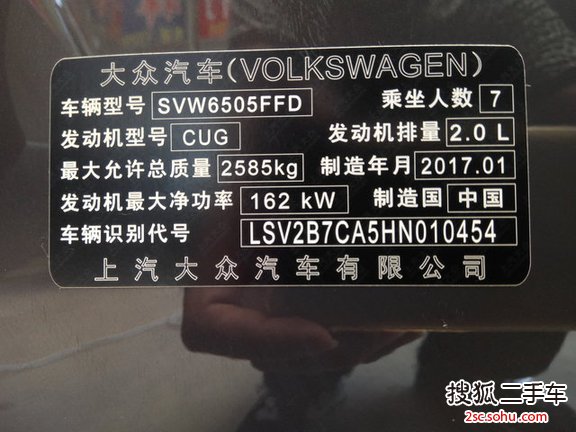 大众汽车(VOLKSWAGEN)
车辆型号 SVW6505FFD 乘坐人数 7
发动机型号 CUG 发动机排量 2.0 L
最大允许总质量 2585kg 制造年月 2017.01
发动机最大净功率 162 kW 制造国 中国
车辆识别代号 LSV2B7CA5HN010454
上汽大众汽车有限公司
搜狐二手车
2sc.sohu.com